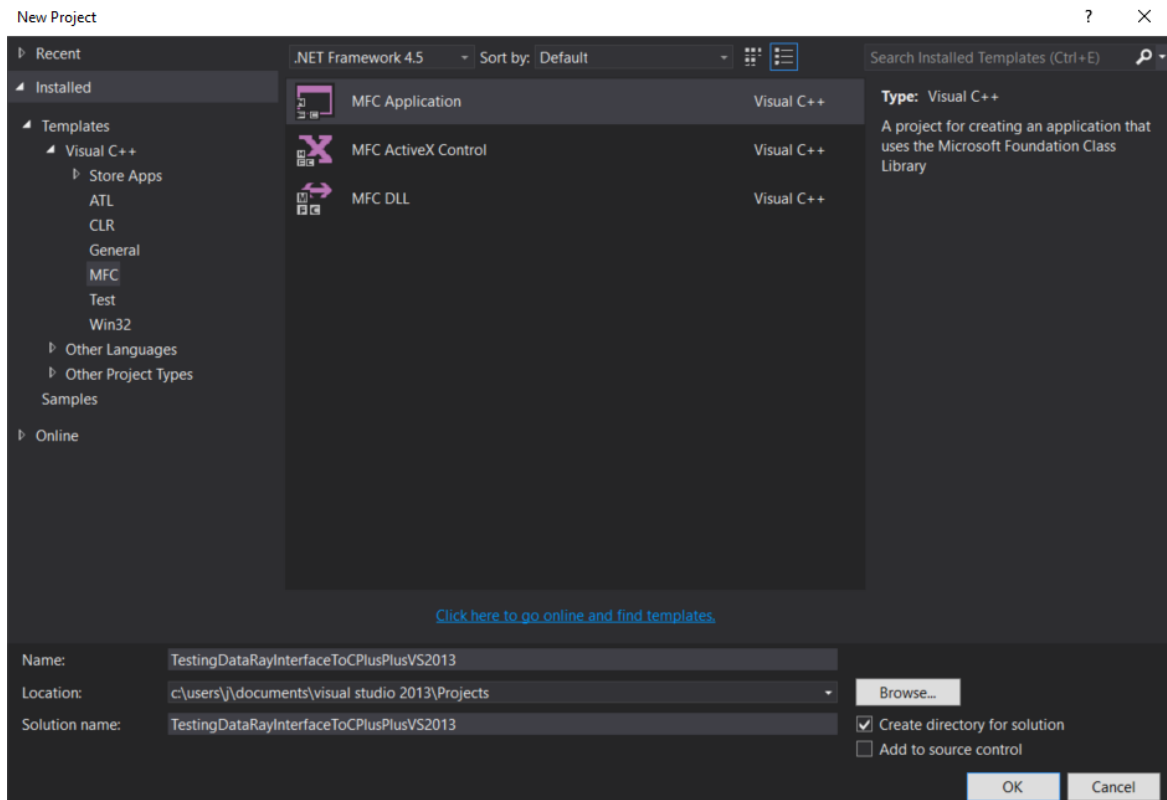 New Project
Recent
.NET Framework 4.5 Sort by: Default
Search Installed Templates (Ctrl+E)
Installed
Templates
Visual C++
Store Apps
ATL
CLR
General
MFC
Test
Win32
Other Languages
Other Project Types
Samples
Online
MFC Application Visual C++
MFC ActiveX Control Visual C++
MFC DLL Visual C++
Type: Visual C++
A project for creating an application that
uses the Microsoft Foundation Class
Library
Click here to go online and find templates.
Name: TestingDataRayInterfaceToCPlusPlusVS2013
Location: c:\users\j\documents\visual studio 2013\Projects Browse...
Solution name: TestingDataRayInterfaceToCPlusPlusVS2013
Create directory for solution
Add to source control
OK Cancel